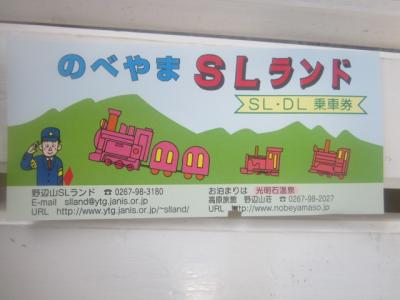 のべやま SLランド
SL・DL 乗車券
野辺山SLランド ☎ 0267-98-3180
E-mail slland@ytg.janis.or.jp
URL http://www.ytg.janis.or.jp/~slland/
お泊まりは 光明石温泉
高原旅館 野辺山荘 ☎ 0267-98-2027
URL http://www.nobeyamaso.jp/